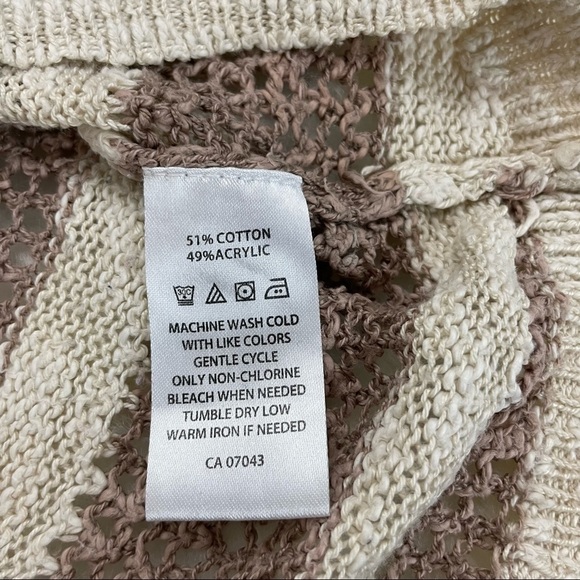 51% COTTON
49%ACRYLIC
MACHINE WASH COLD
WITH LIKE COLORS
GENTLE CYCLE
ONLY NON-CHLORINE
BLEACH WHEN NEEDED
TUMBLE DRY LOW
WARM IRON IF NEEDED
CA 07043